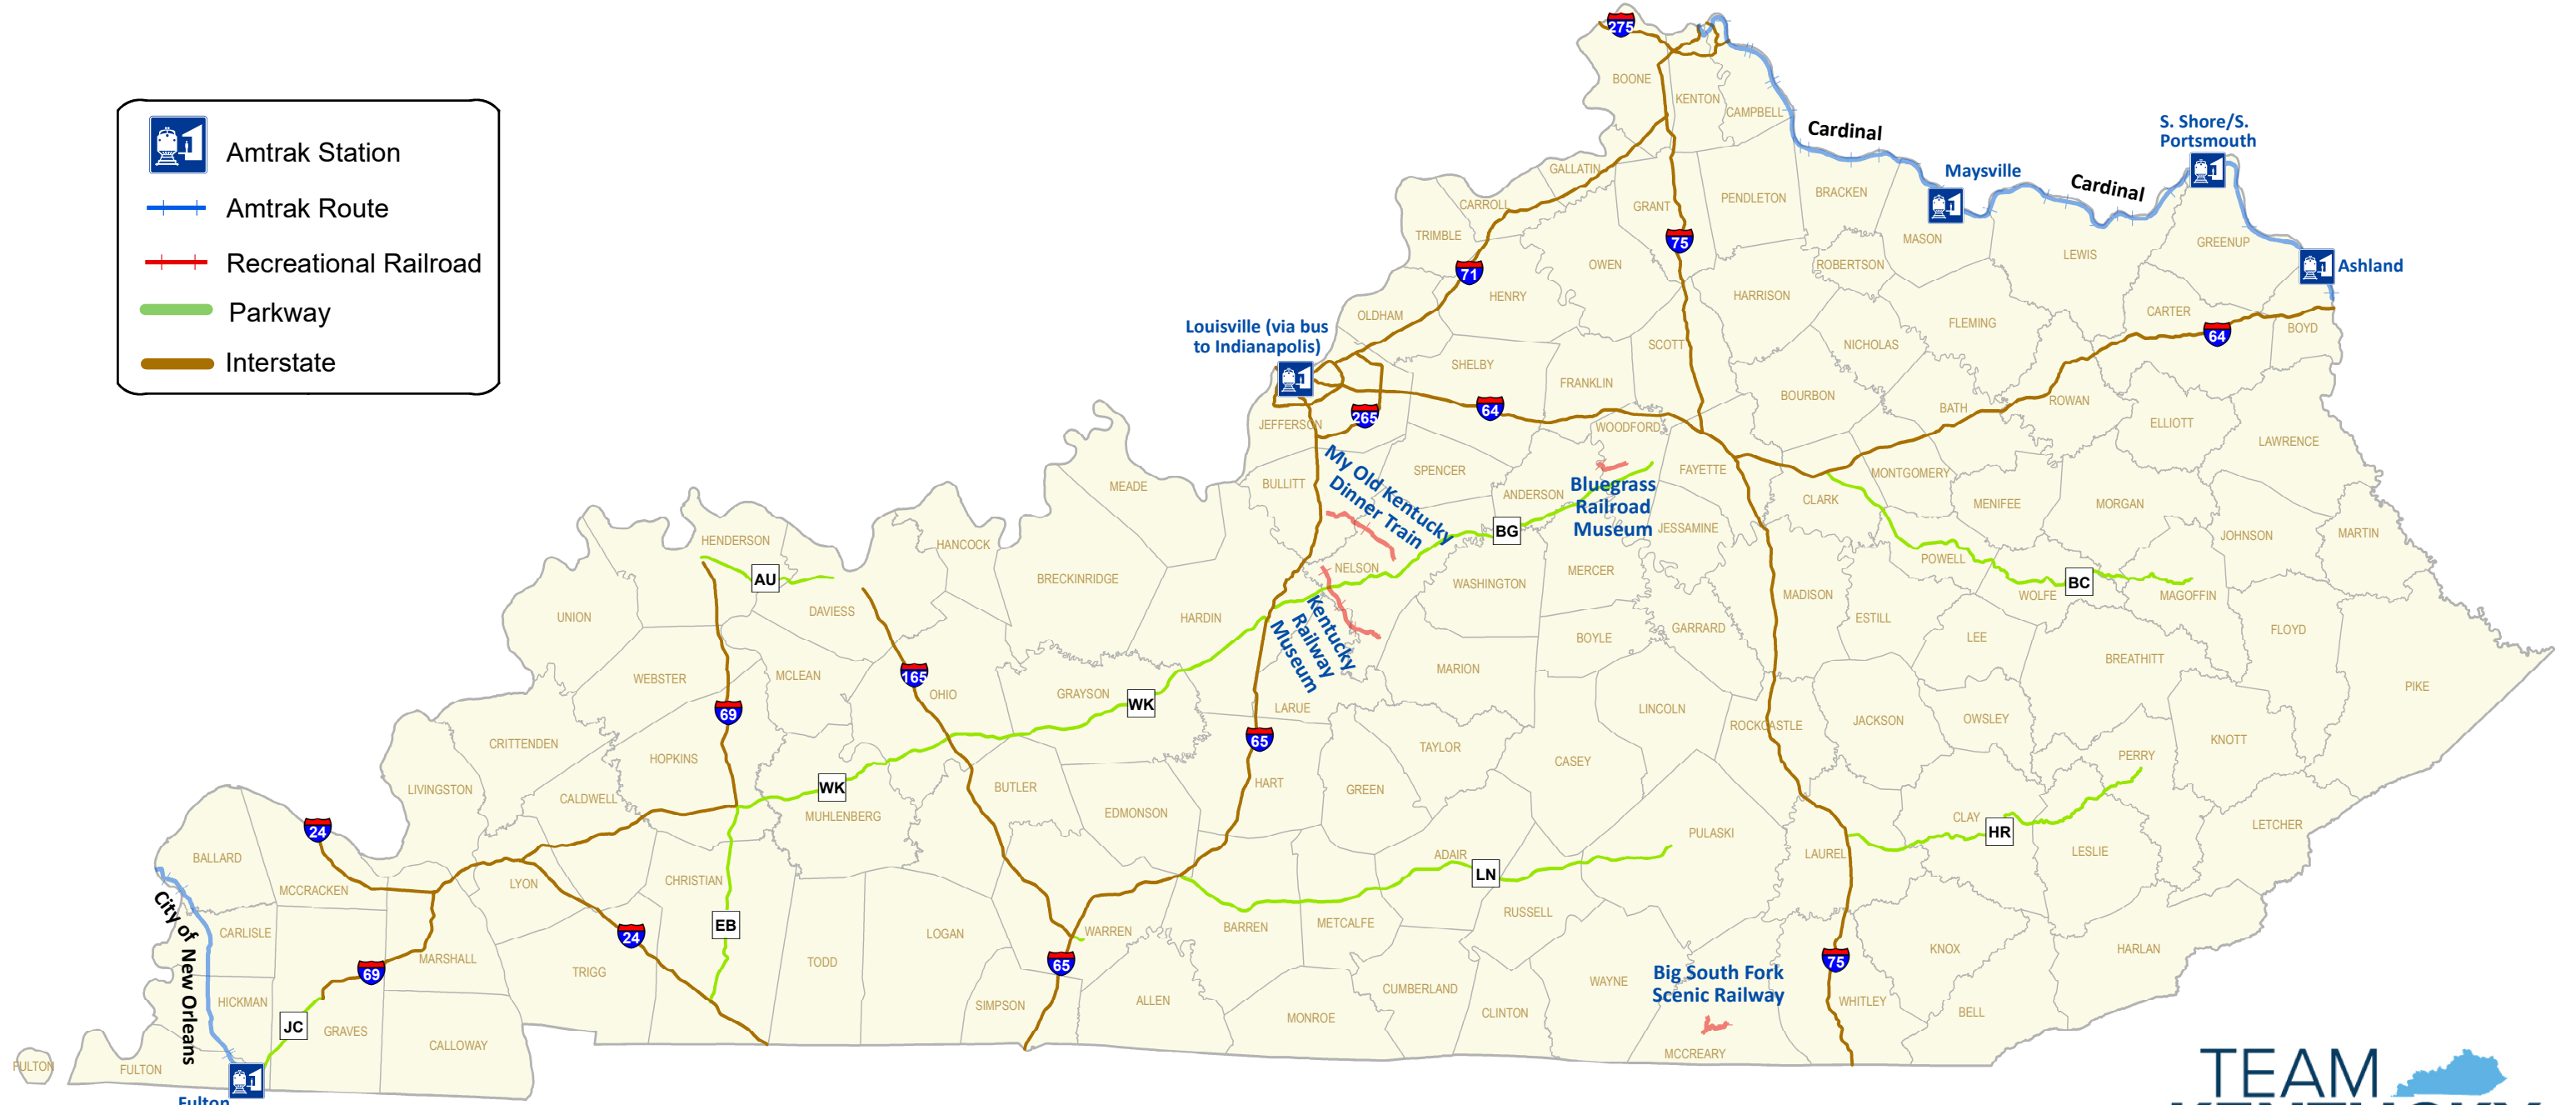 Amtrak Station
Amtrak Route
Recreational Railroad
Parkway
Interstate
275
BOONE
KENTON
CAMPBELL
Cardinal
S. Shore/S.
Portsmouth
Maysville
Cardinal
GALLATIN
CARROLL
TRIMBLE
GRANT
PENDLETON
BRACKEN
MASON
75
71
OWEN
ROBERTSON
LEWIS
GREENUP
Ashland
HENRY
HARRISON
OLDHAM
FLEMING
CARTER
64
BOYD
Louisville (via bus
to Indianapolis)
SCOTT
NICHOLAS
SHELBY
FRANKLIN
BOURBON
BATH
ROWAN
265
64
JEFFERSON
WOODFORD
ELLIOTT
LAWRENCE
My Old Kentucky
Dinner Train
SPENCER
FAYETTE
MONTGOMERY
BULLITT
MEADE
ANDERSON
Bluegrass
Railroad
Museum
CLARK
MENIFEE
MORGAN
BG
JESSAMINE
JOHNSON
MARTIN
HENDERSON
HANCOCK
AU
BRECKINRIDGE
NELSON
WASHINGTON
MERCER
POWELL
BC
WOLFE
MAGOFFIN
MADISON
UNION
DAVIESS
HARDIN
Kentucky
Railway
Museum
BOYLE
GARRARD
ESTILL
LEE
FLOYD
BREATHITT
WEBSTER
MCLEAN
165
OHIO
GRAYSON
WK
MARION
PIKE
69
LARUE
LINCOLN
ROCKCASTLE
JACKSON
OWSLEY
CRITTENDEN
65
TAYLOR
KNOTT
HOPKINS
CASEY
PERRY
LIVINGSTON
CALDWELL
WK
MUHLENBERG
BUTLER
EDMONSON
HART
GREEN
24
CLAY
HR
PULASKI
LETCHER
BALLARD
ADAIR
LN
LAUREL
LESLIE
MCCRACKEN
LYON
CHRISTIAN
City of New Orleans
CARLISLE
EB
24
LOGAN
WARREN
BARREN
METCALFE
RUSSELL
KNOX
HARLAN
MARSHALL
69
TRIGG
TODD
65
75
Big South Fork
Scenic Railway
WAYNE
HICKMAN
SIMPSON
ALLEN
CUMBERLAND
CLINTON
WHITLEY
BELL
JC
GRAVES
MONROE
CALLOWAY
MCCREARY
FULTON
FULTON
Fulton
TEAM
KENTUCKY